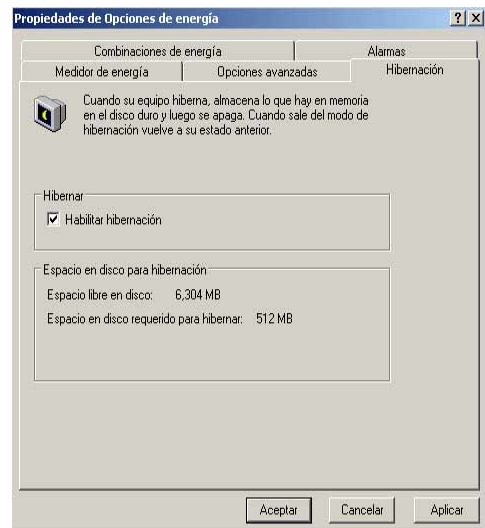 Propiedades de Opciones de energía
Combinaciones de energía Alarmas
Medidor de energía Opciones avanzadas Hibernación
Cuando su equipo hiberna, almacena lo que hay en memoria
en el disco duro y luego se apaga. Cuando sale del modo de
hibernación vuelve a su estado anterior.
Hibernar
Habilitar hibernación
Espacio en disco para hibernación
Espacio libre en disco: 6,304 MB
Espacio en disco requerido para hibernar: 512 MB
Aceptar Cancelar Aplicar